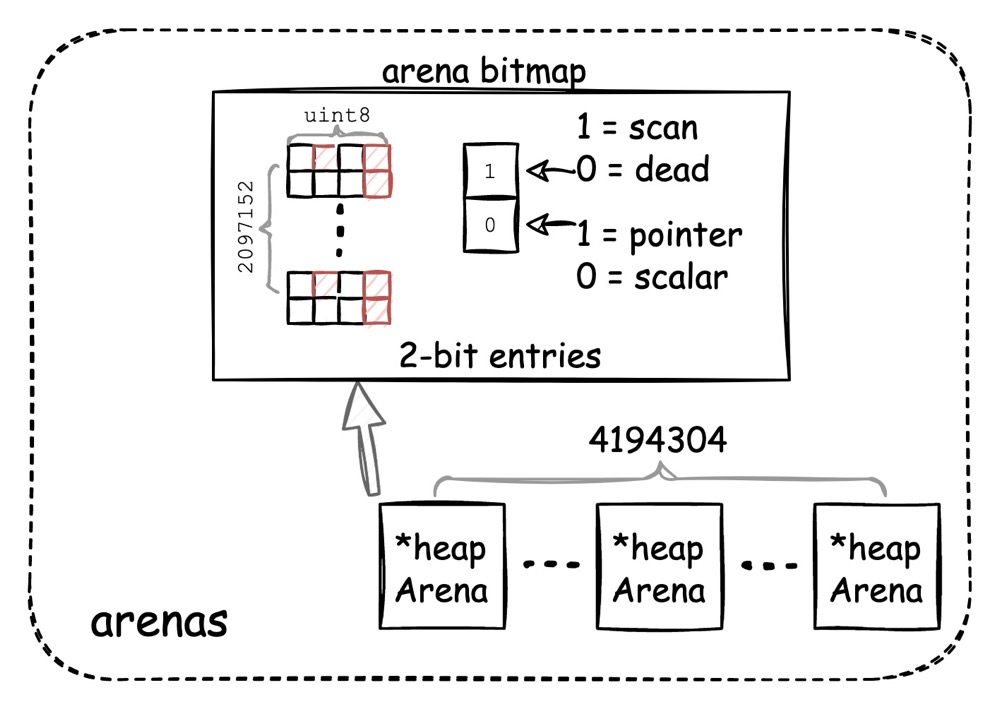 arena bitmap
uint8
2097152
1
0
1 = scan
0 = dead
1 = pointer
0 = scalar
2-bit entries
4194304
*heap
Arena
*heap
Arena
*heap
Arena
arenas